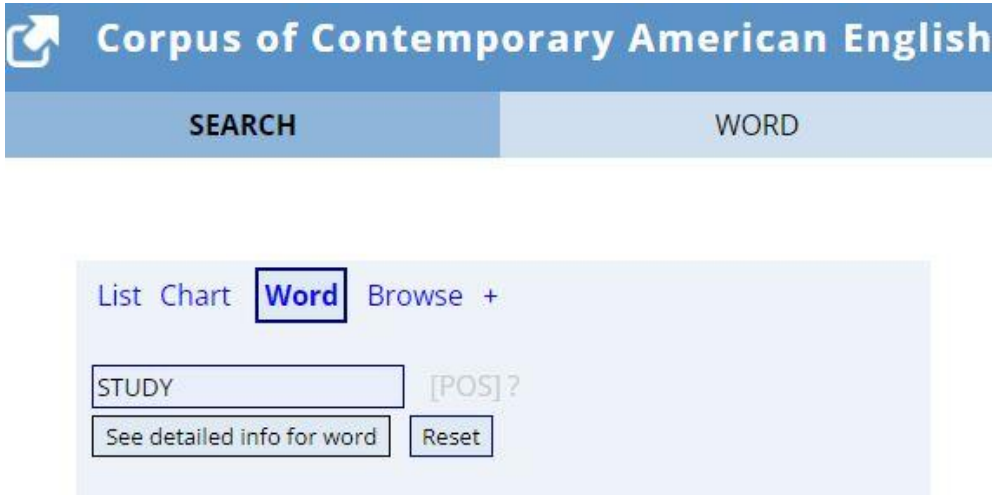 Corpus of Contemporary American English
SEARCH WORD
List Chart Word Browse +
STUDY [POS] ?
See detailed info for word Reset